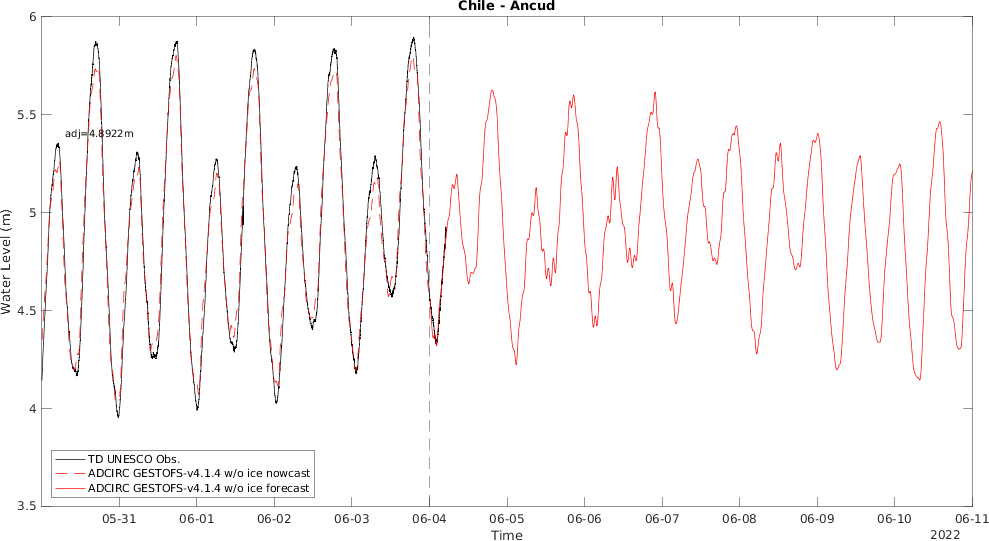 Chile - Ancud
6
5.5
5
4.5
4
3.5
Water Level (m)
adj=4.8922m
TD UNESCO Obs.
ADCIRC GESTOFS-v4.1.4 w/o ice nowcast
ADCIRC GESTOFS-v4.1.4 w/o ice forecast
05-31 06-01 06-02 06-03 06-04 06-05 06-06 06-07 06-08 06-09 06-10 06-11
Time
2022